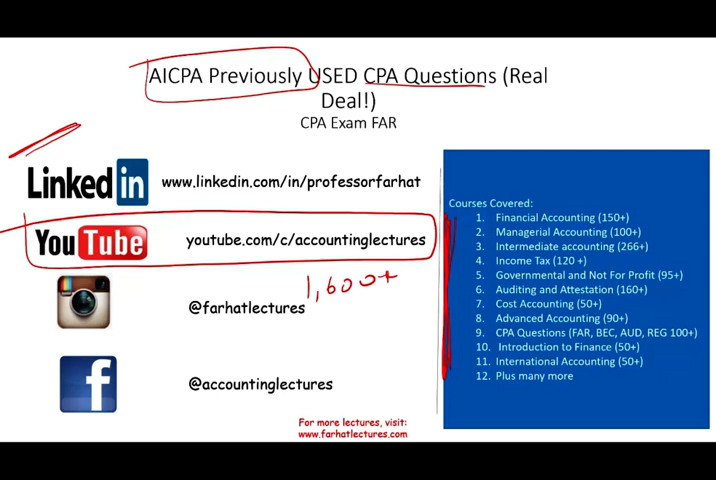 AICPA Previously USED CPA Questions (Real
Deal!)
CPA Exam FAR
Linked in www.linkedin.com/in/professorfarhat
YouTube youtube.com/c/accountinglectures
1,600+
@farhatlectures
f @accountinglectures
For more lectures, visit:
www.farhatlectures.com
Courses Covered:
1. Financial Accounting (150+)
2. Managerial Accounting (100+)
3. Intermediate accounting (266+)
4. Income Tax (120 +)
5. Governmental and Not For Profit (95+)
6. Auditing and Attestation (160+)
7. Cost Accounting (50+)
8. Advanced Accounting (90+)
9. CPA Questions (FAR, BEC, AUD, REG 100+)
10. Introduction to Finance (50+)
11. International Accounting (50+)
12. Plus many more